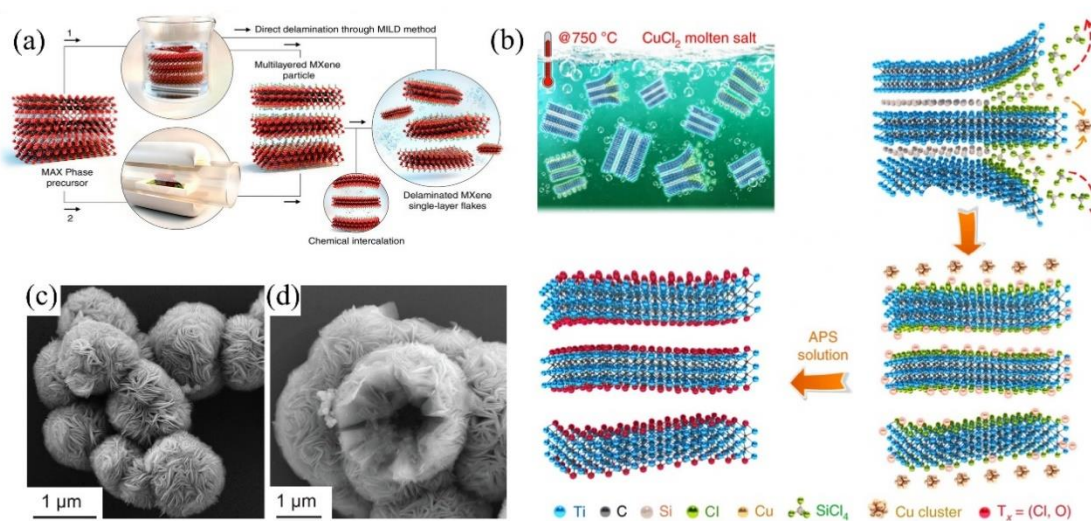 (a)
1
Direct delamination through MILD method
Multilayered MXene
particle
MAX Phase
precursor
2
Chemical intercalation
Delaminated MXene
single-layer flakes
(b)
@750 °C
CuCl2 molten salt
APS
solution
(c)
1 μm
(d)
1 μm
Ti
C
Si
Cl
Cu
SiCl4
Cu cluster
Tx = (Cl, O)